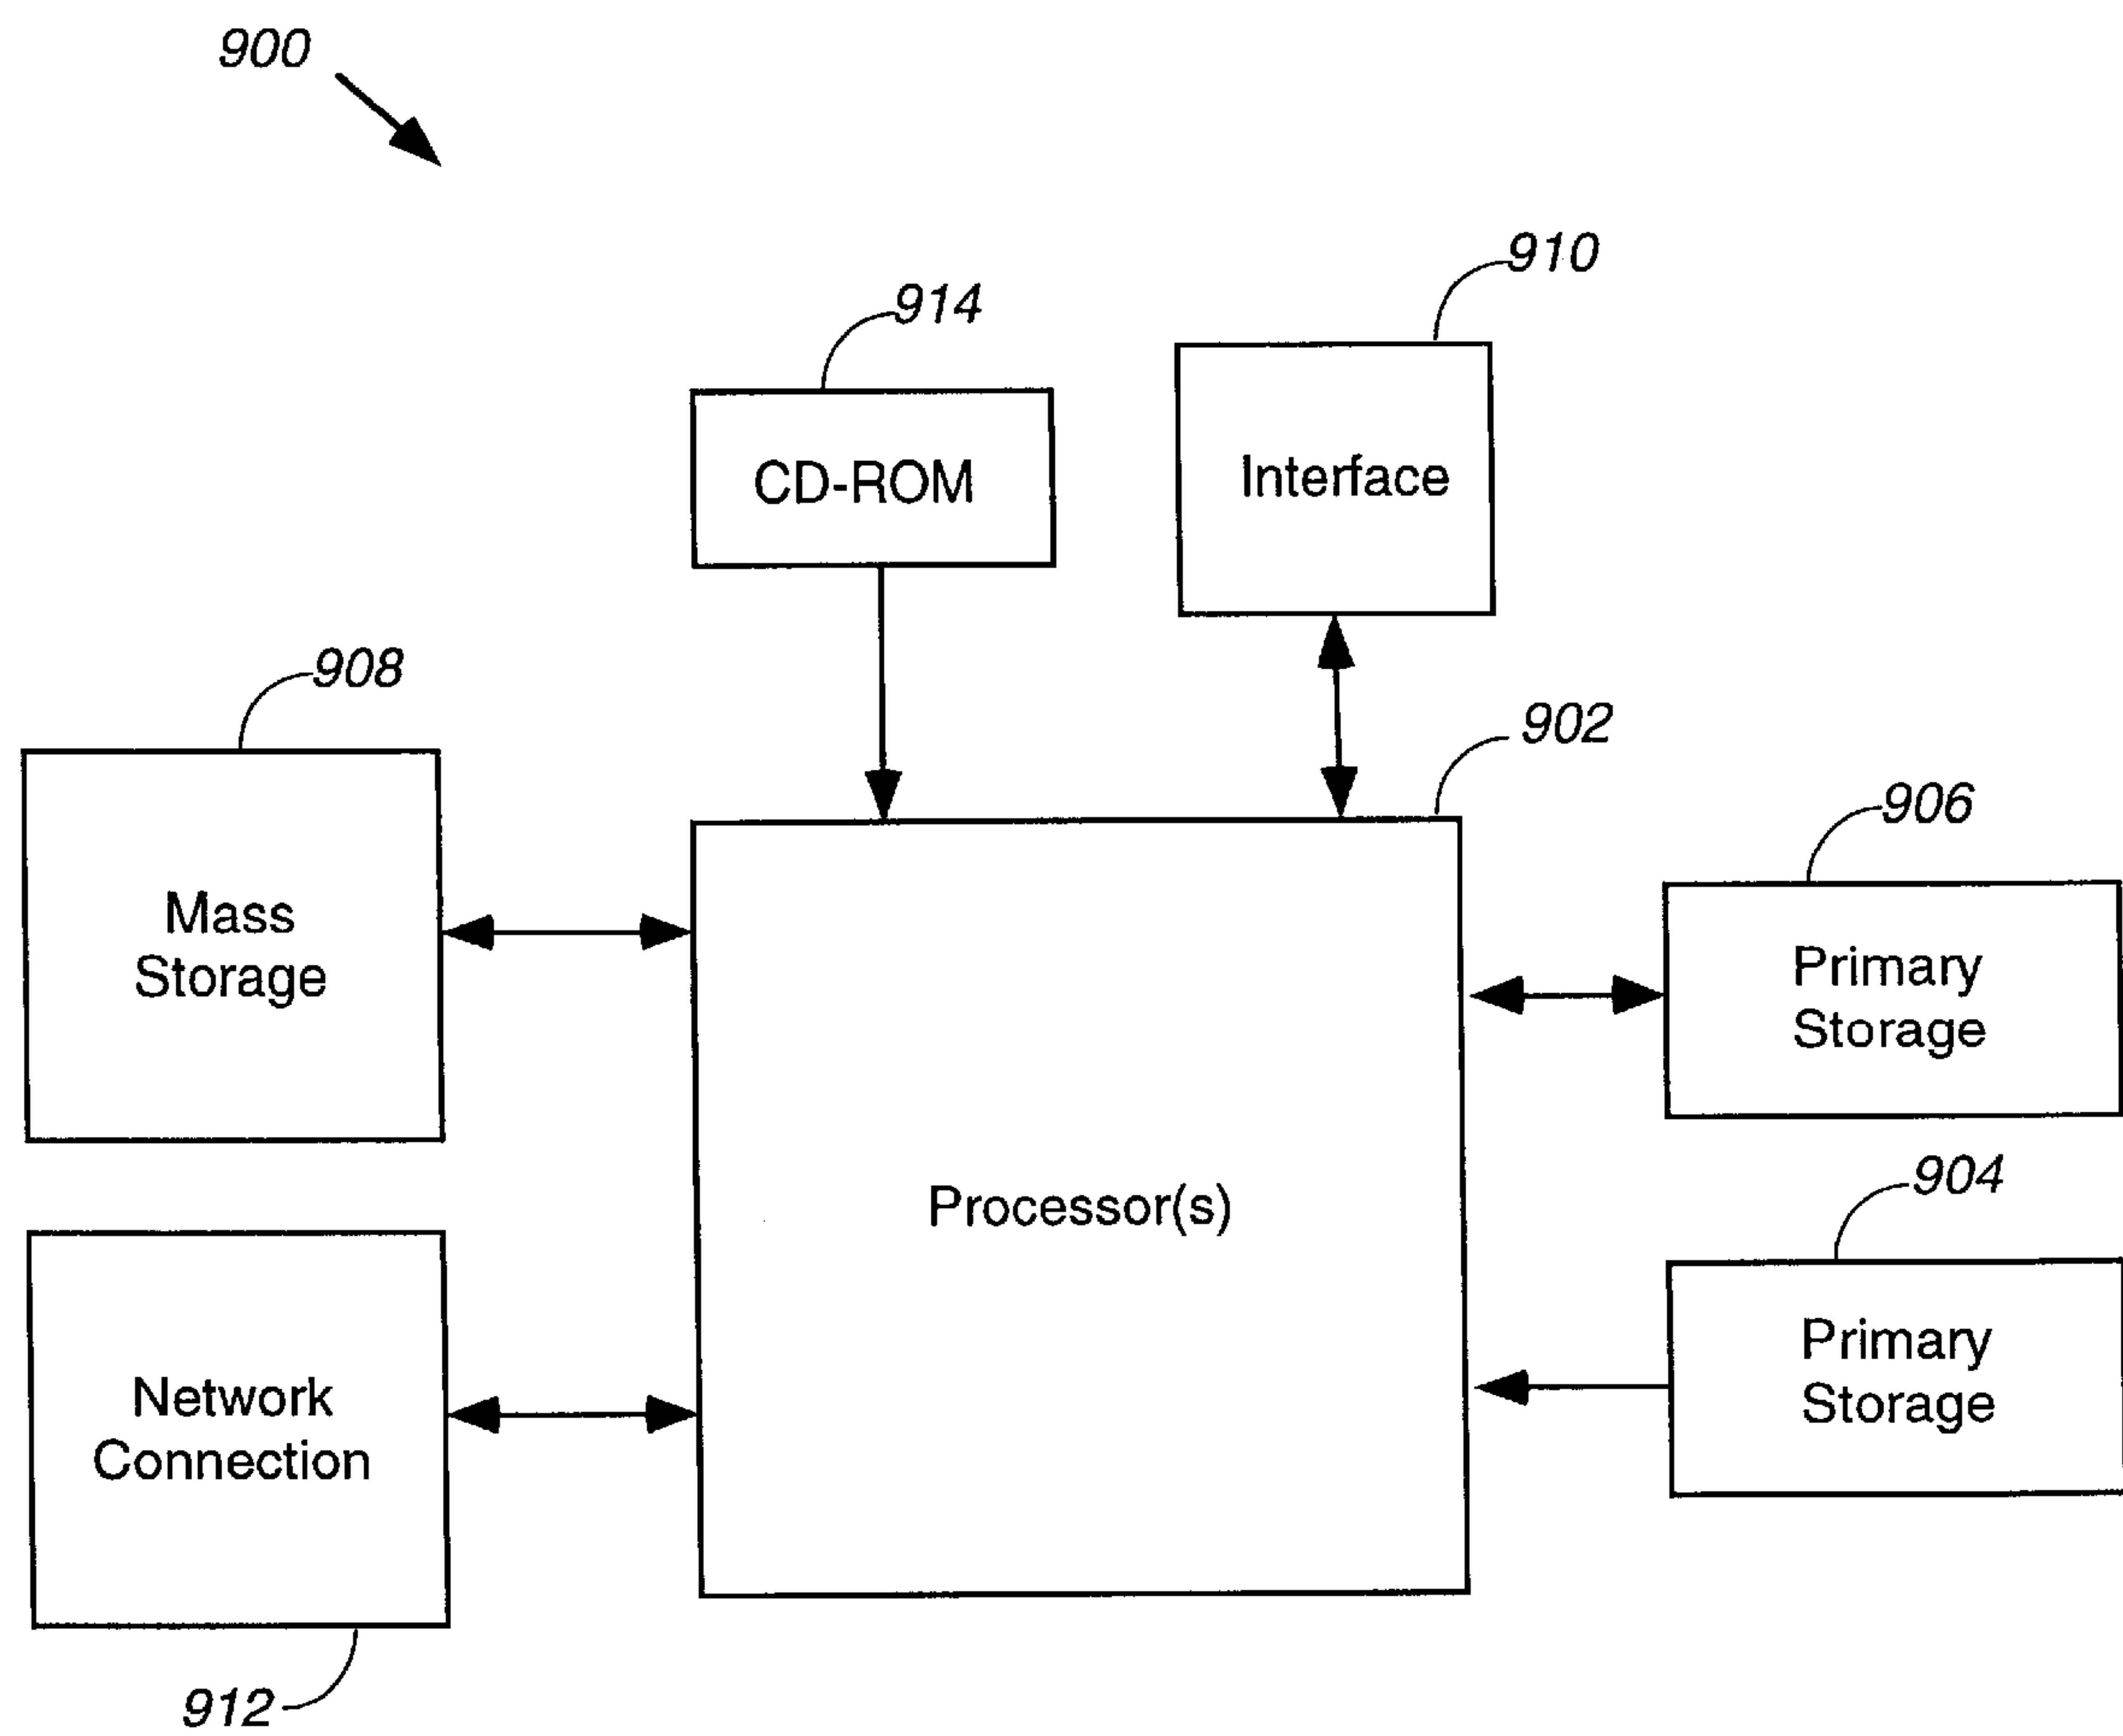 900
910
914
CD-ROM
Interface
908
902
906
Mass
Storage
Primary
Storage
904
Processor(s)
Primary
Storage
Network
Connection
912